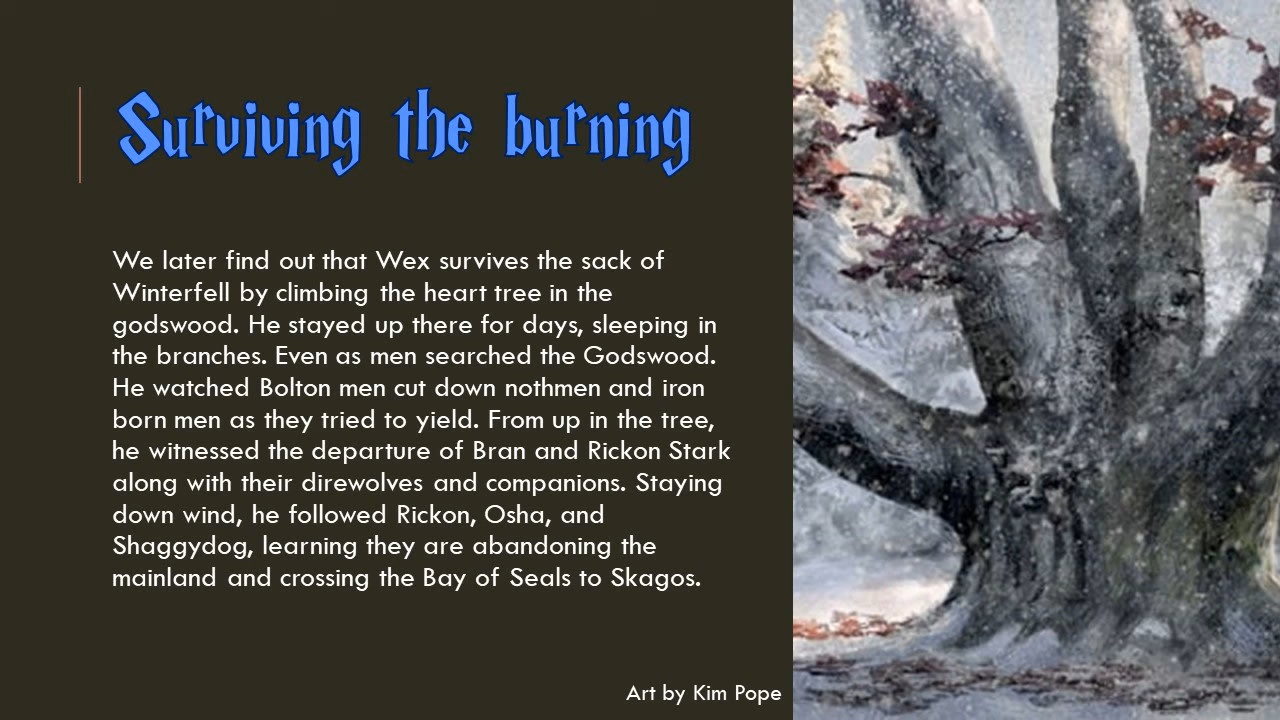 Surviving the burning
We later find out that Wex survives the sack of
Winterfell by climbing the heart tree in the
godswood. He stayed up there for days, sleeping in
the branches. Even as men searched the Godswood.
He watched Bolton men cut down nothmen and iron
born men as they tried to yield. From up in the tree,
he witnessed the departure of Bran and Rickon Stark
along with their direwolves and companions. Staying
down wind, he followed Rickon, Osha, and
Shaggydog, learning they are abandoning the
mainland and crossing the Bay of Seals to Skagos.
Art by Kim Pope